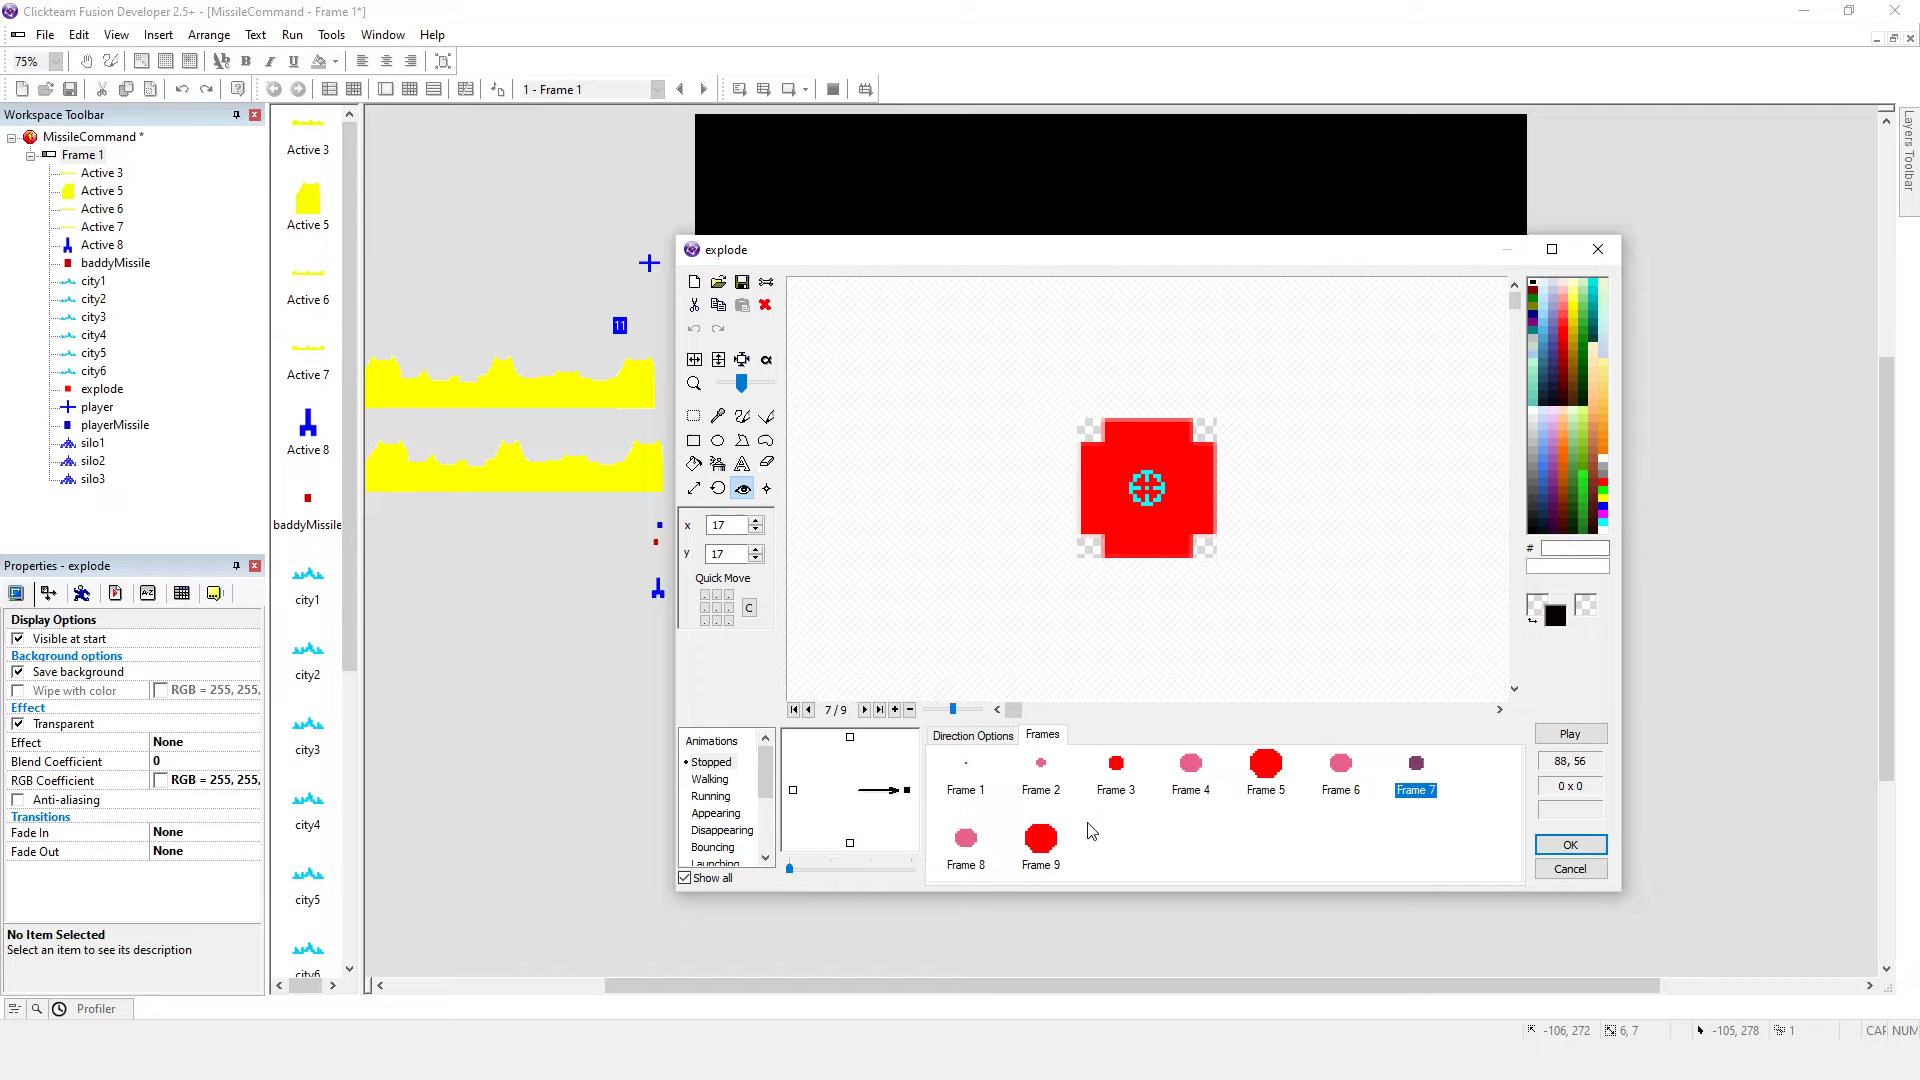 Clickteam Fusion Developer 2.5+ - [MissileCommand - Frame 1*]
File Edit View Insert Arrange Text Run Tools Window Help
75%
1 - Frame 1
Workspace Toolbar
MissileCommand *
Frame 1
Active 3
Active 5
Active 6
Active 7
Active 8
baddyMissile
city1
city2
city3
city4
city5
city6
explode
player
playerMissile
silo1
silo2
silo3
Properties - explode
Display Options
Visible at start
Background options
Save background
Wipe with color RGB = 255, 255,
Effect
Transparent
Effect None
Blend Coefficient 0
RGB Coefficient RGB = 255, 255,
Anti-aliasing
Transitions
Fade In None
Fade Out None
No Item Selected
Select an item to see its description
Profiler
Active 3
Active 5
Active 6
Active 7
Active 8
baddyMissile
city1
city2
city3
city4
city5
city6
11
Layers Toolbar
explode
x 17
y 17
Quick Move
C
#
7 / 9
Animations
Stopped
Walking
Running
Appearing
Disappearing
Bouncing
Launching
Show all
Direction Options Frames
Frame 1 Frame 2 Frame 3 Frame 4 Frame 5 Frame 6 Frame 7
Frame 8 Frame 9
Play
88, 56
0 x 0
OK
Cancel
-106, 272 6, 7 -105, 278 1 CAP NUM